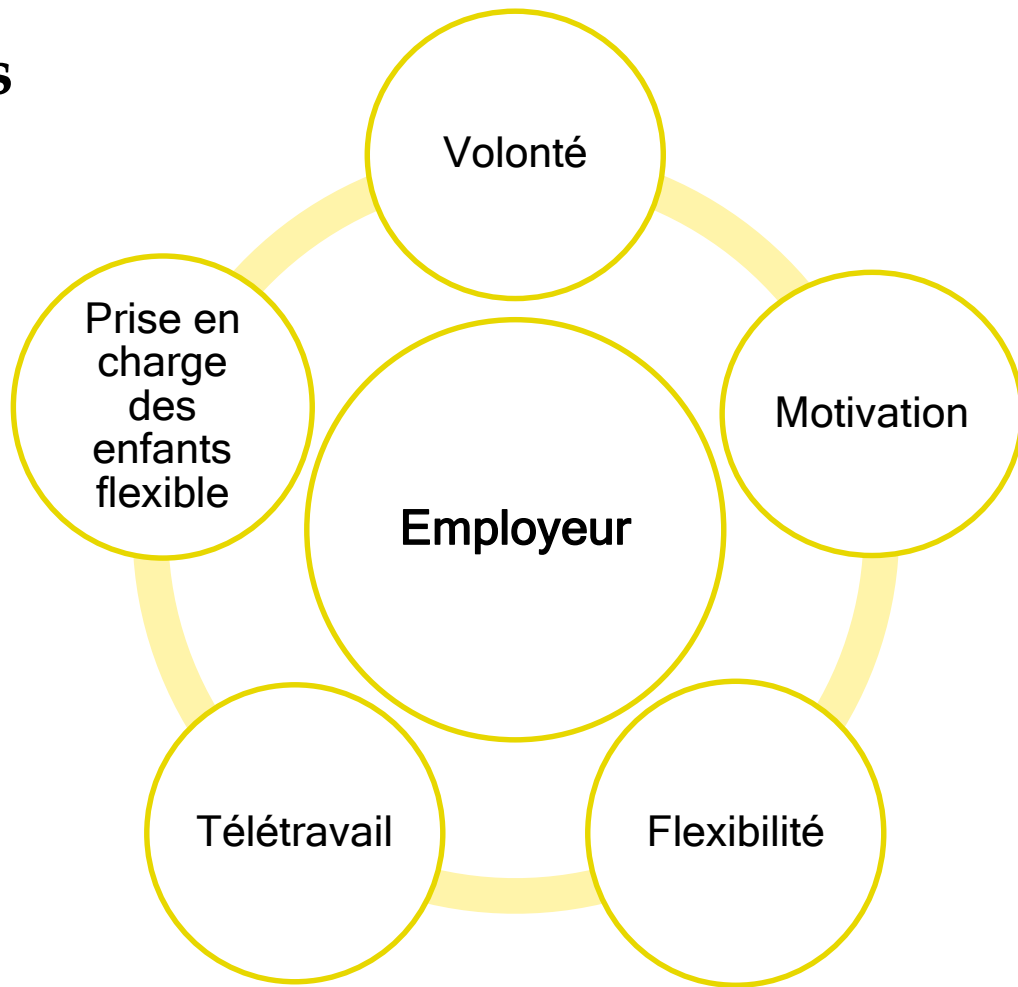 s
Volonté
Prise en
charge
des
enfants
flexible
Motivation
Employeur
Télétravail
Flexibilité